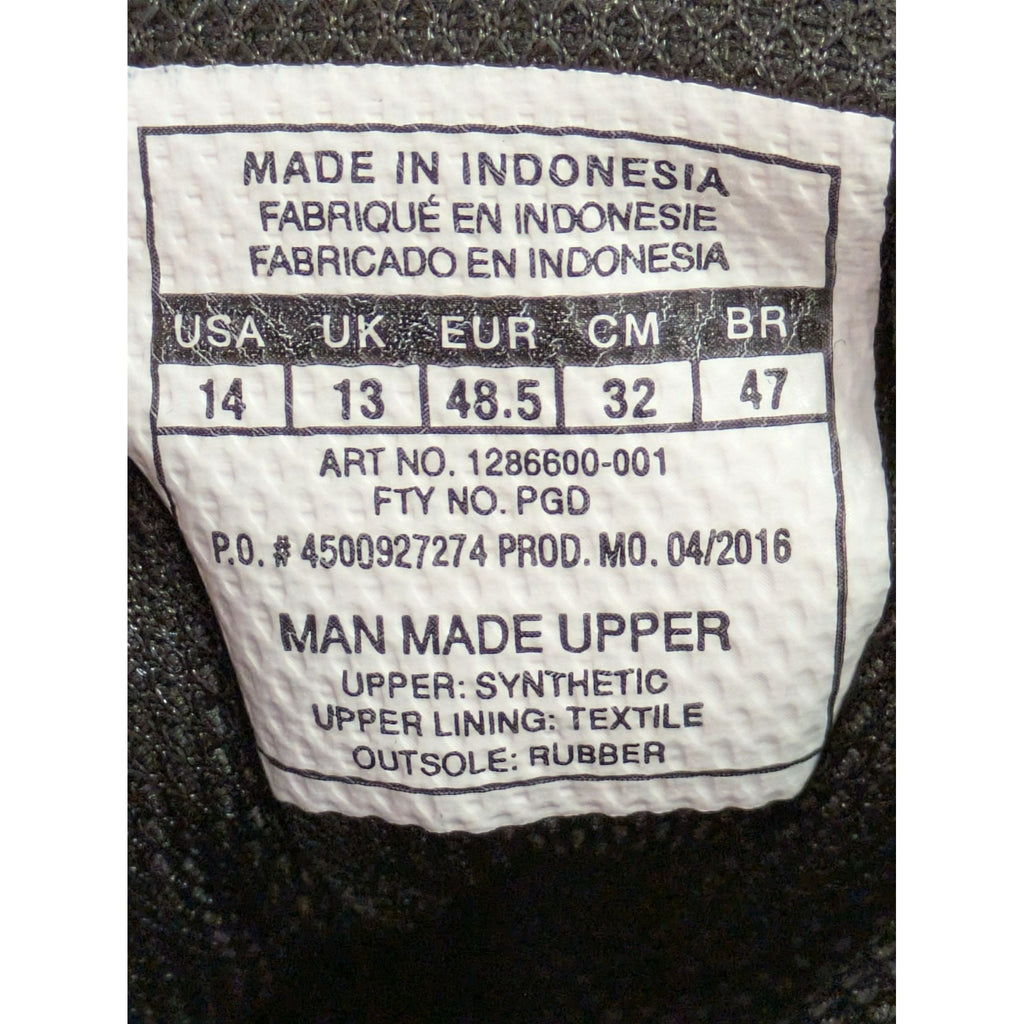 MADE IN INDONESIA
FABRIQUÉ EN INDONESIE
FABRICADO EN INDONESIA
USA UK EUR CM BR
14 13 48.5 32 47
ART NO. 1286600-001
FTY NO. PGD
P.O. # 4500927274 PROD. MO. 04/2016
MAN MADE UPPER
UPPER: SYNTHETIC
UPPER LINING: TEXTILE
OUTSOLE: RUBBER